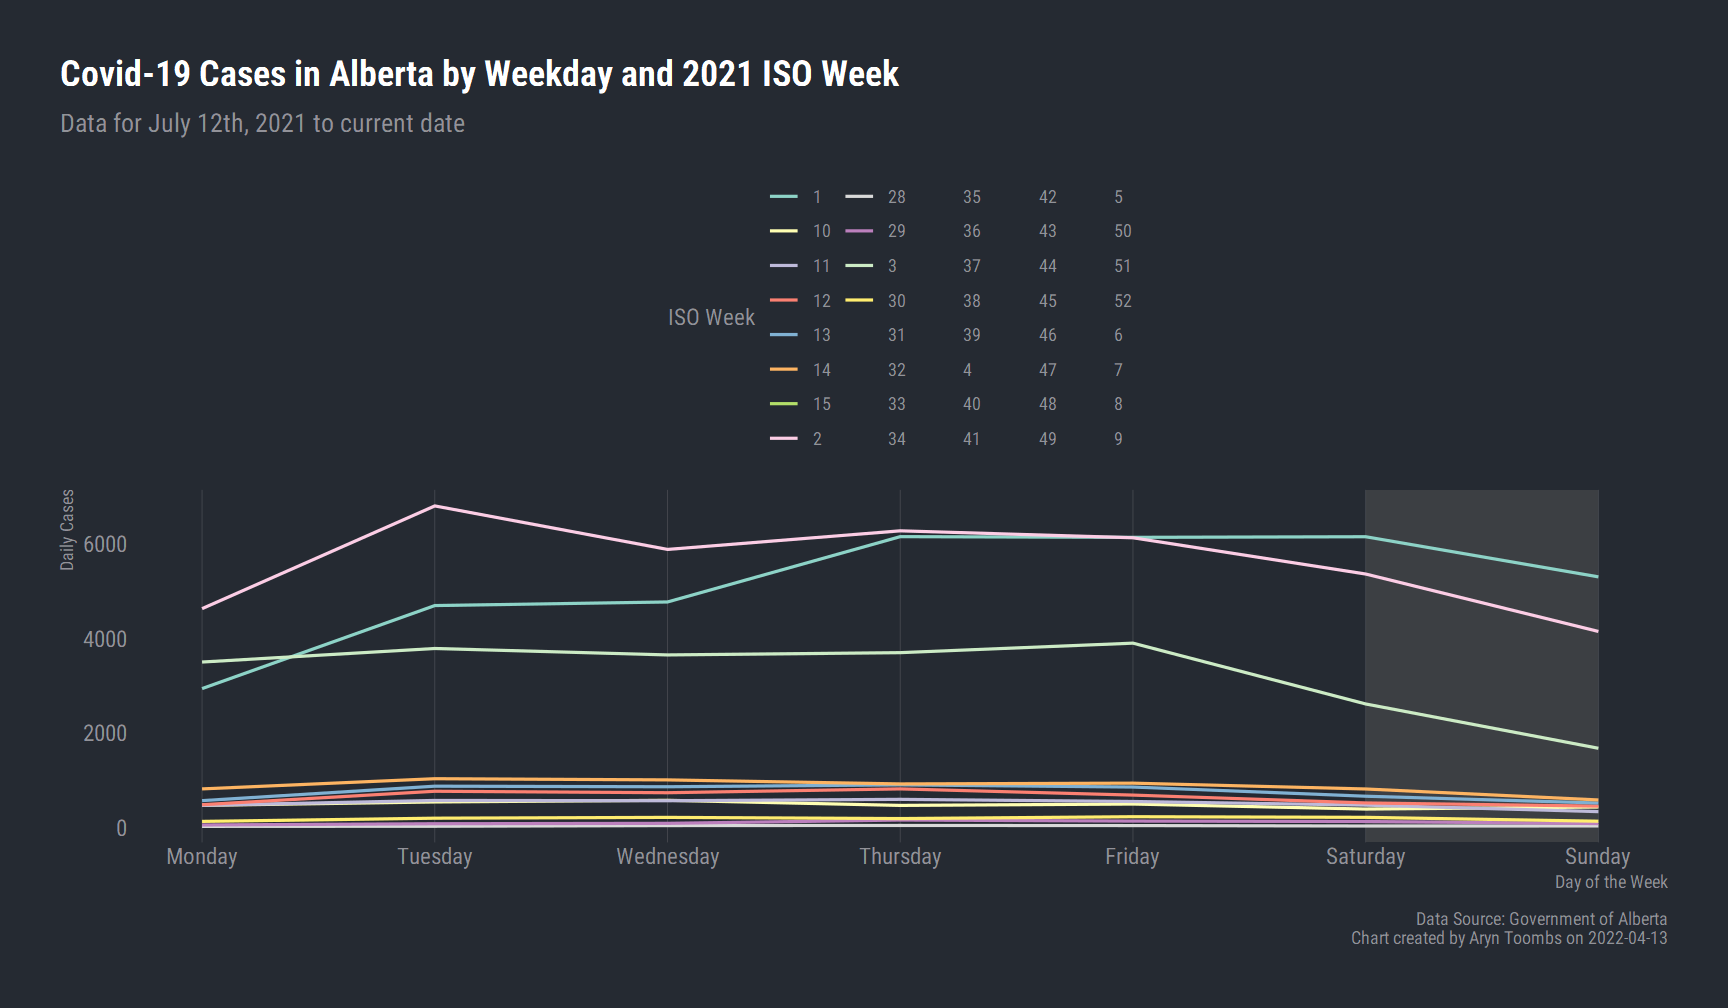 Covid-19 Cases in Alberta by Weekday and 2021 ISO Week
Data for July 12th, 2021 to current date
ISO Week
1 28 35 42 5
10 29 36 43 50
11 3 37 44 51
12 30 38 45 52
13 31 39 46 6
14 32 4 47 7
15 33 40 48 8
2 34 41 49 9
Daily Cases
6000
4000
2000
0
Monday Tuesday Wednesday Thursday Friday Saturday Sunday
Day of the Week
Data Source: Government of Alberta
Chart created by Aryn Toombs on 2022-04-13